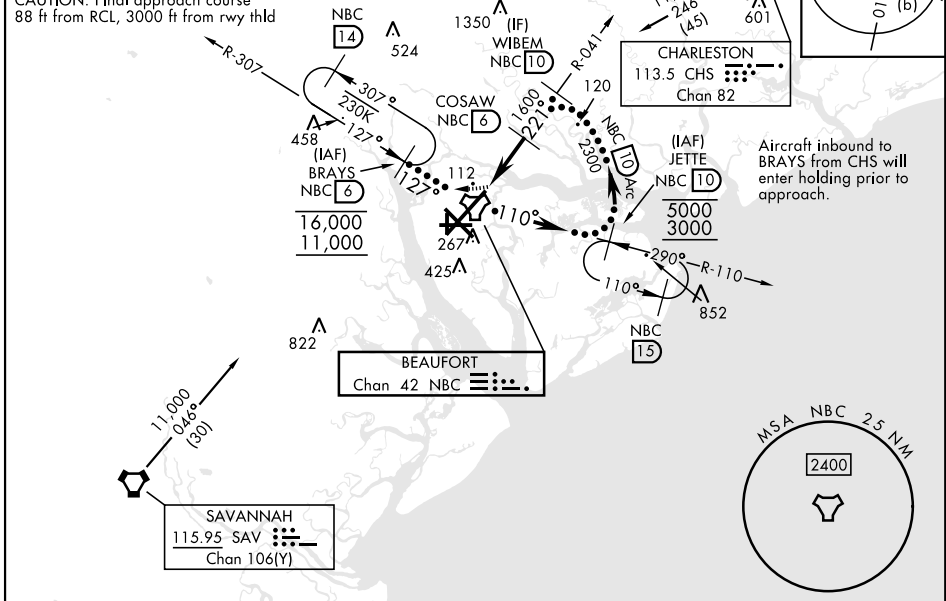 CAUTION: Final approach course
88 ft from RCL, 3000 ft from rwy thld
NBC
14
524
1350
(IF)
WIBEM
NBC 10
R-041
246°
(45)
601
(b)
CHARLESTON
113.5 CHS
Chan 82
R-307
307°
230K
127°
458
COSAW
NBC 6
1600
221°
120
NBC 10 Arc
2300
(IAF)
JETTE
NBC 10
5000
3000
Aircraft inbound to
BRAYS from CHS will
enter holding prior to
approach.
(IAF)
BRAYS
NBC 6
16,000
11,000
127°
112
110°
267
425
290°
R-110
110°
852
NBC
15
822
BEAUFORT
Chan 42 NBC
11,000
046°
(30)
SAVANNAH
115.95 SAV
Chan 106(Y)
MSA NBC 25 NM
2400